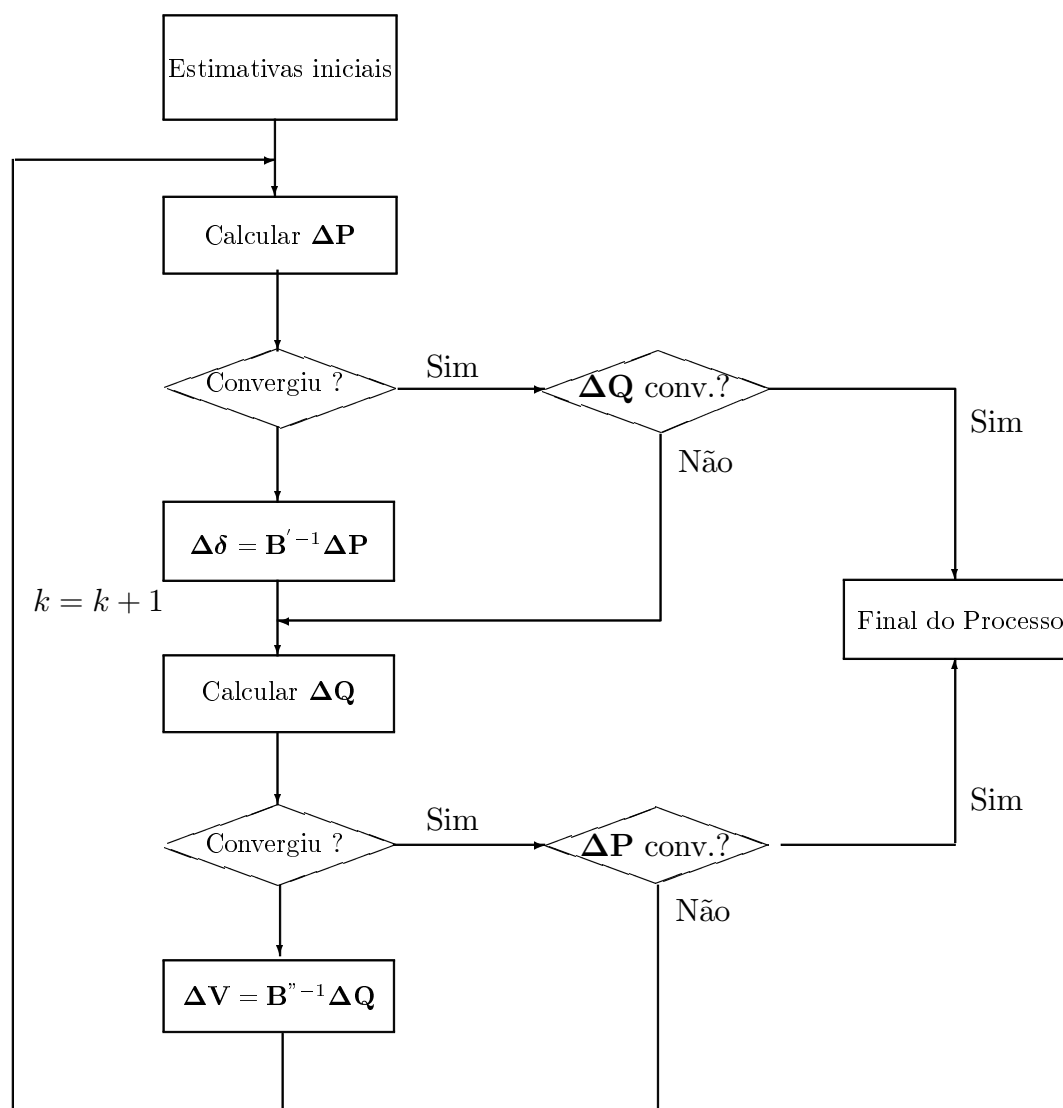 Estimativas iniciais
Calcular ΔP
Convergiu ?
Sim
ΔQ conv.?
Sim
Não
Δδ = B'⁻¹ΔP
k = k + 1
Final do Processo
Calcular ΔQ
Convergiu ?
Sim
ΔP conv.?
Sim
Não
ΔV = B"⁻¹ΔQ